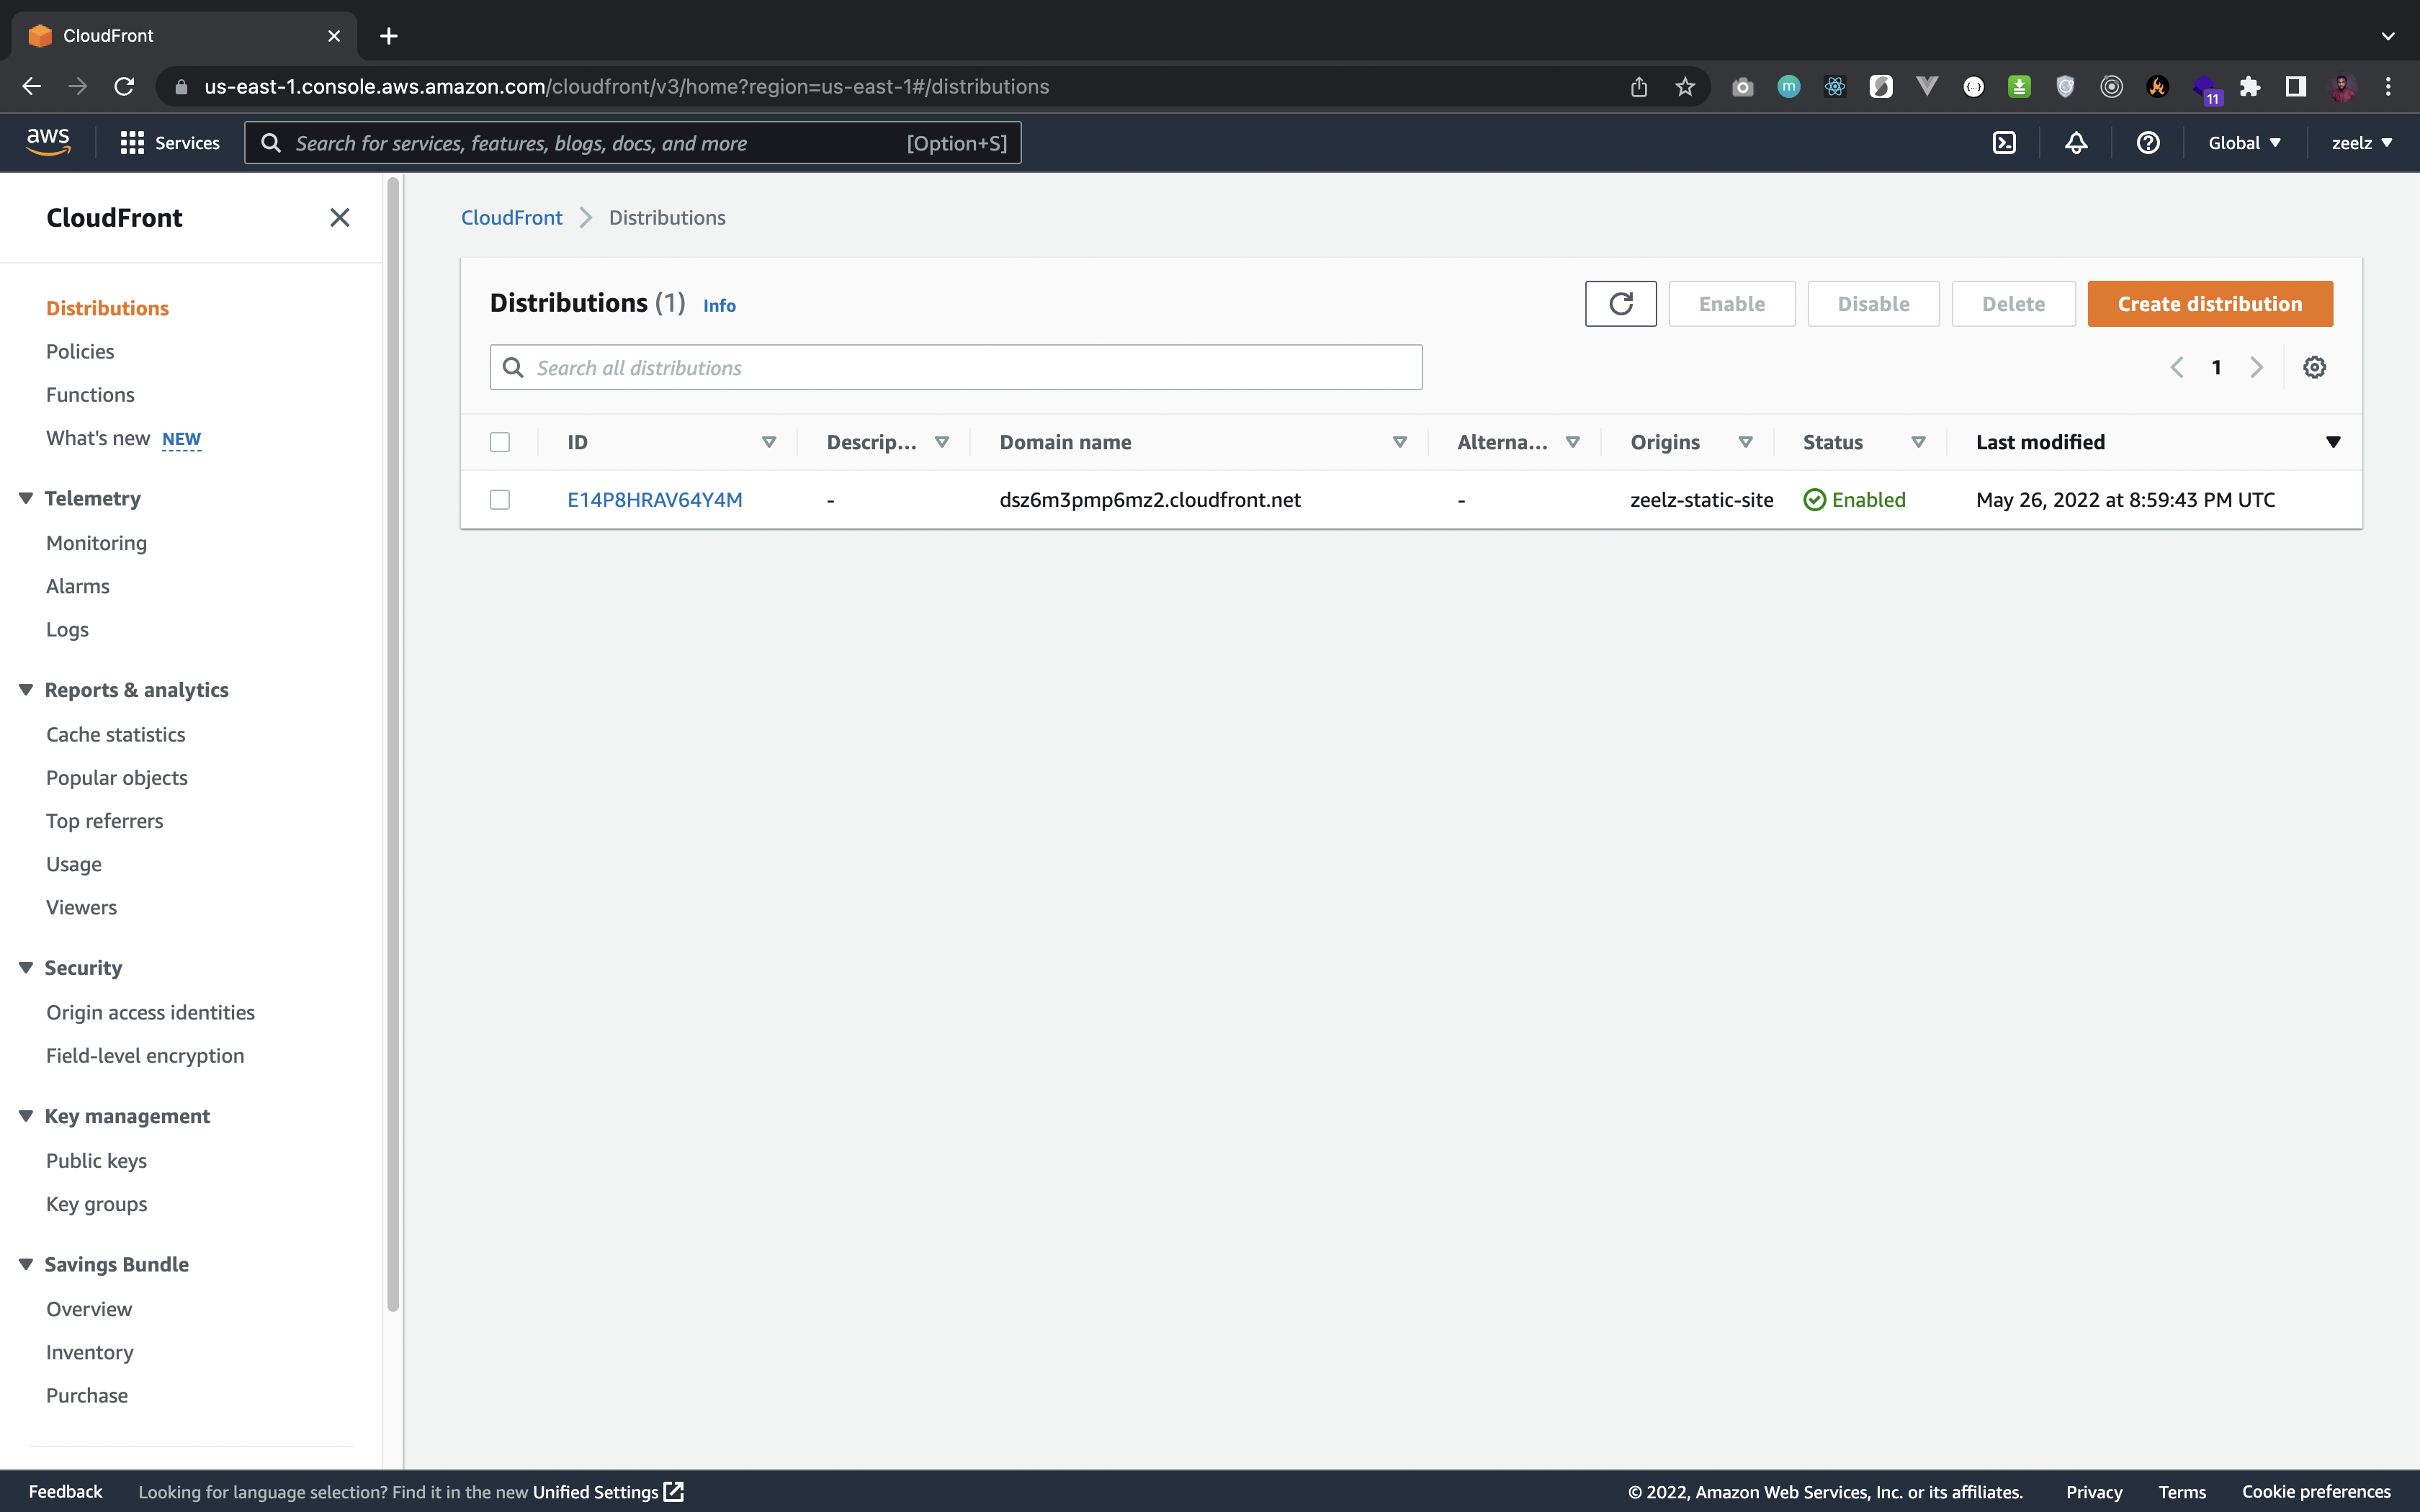 CloudFront
us-east-1.console.aws.amazon.com/cloudfront/v3/home?region=us-east-1#/distributions
11
aws
Services
Search for services, features, blogs, docs, and more
[Option+S]
Global
zeelz
CloudFront
Distributions
Policies
Functions
What's new NEW
Telemetry
Monitoring
Alarms
Logs
Reports & analytics
Cache statistics
Popular objects
Top referrers
Usage
Viewers
Security
Origin access identities
Field-level encryption
Key management
Public keys
Key groups
Savings Bundle
Overview
Inventory
Purchase
CloudFront Distributions
Distributions (1) Info
Enable
Disable
Delete
Create distribution
Search all distributions
1
ID Descrip... Domain name Alterna... Origins Status Last modified
E14P8HRAV64Y4M - dsz6m3pmp6mz2.cloudfront.net - zeelz-static-site Enabled May 26, 2022 at 8:59:43 PM UTC
Feedback Looking for language selection? Find it in the new Unified Settings
© 2022, Amazon Web Services, Inc. or its affiliates. Privacy Terms Cookie preferences